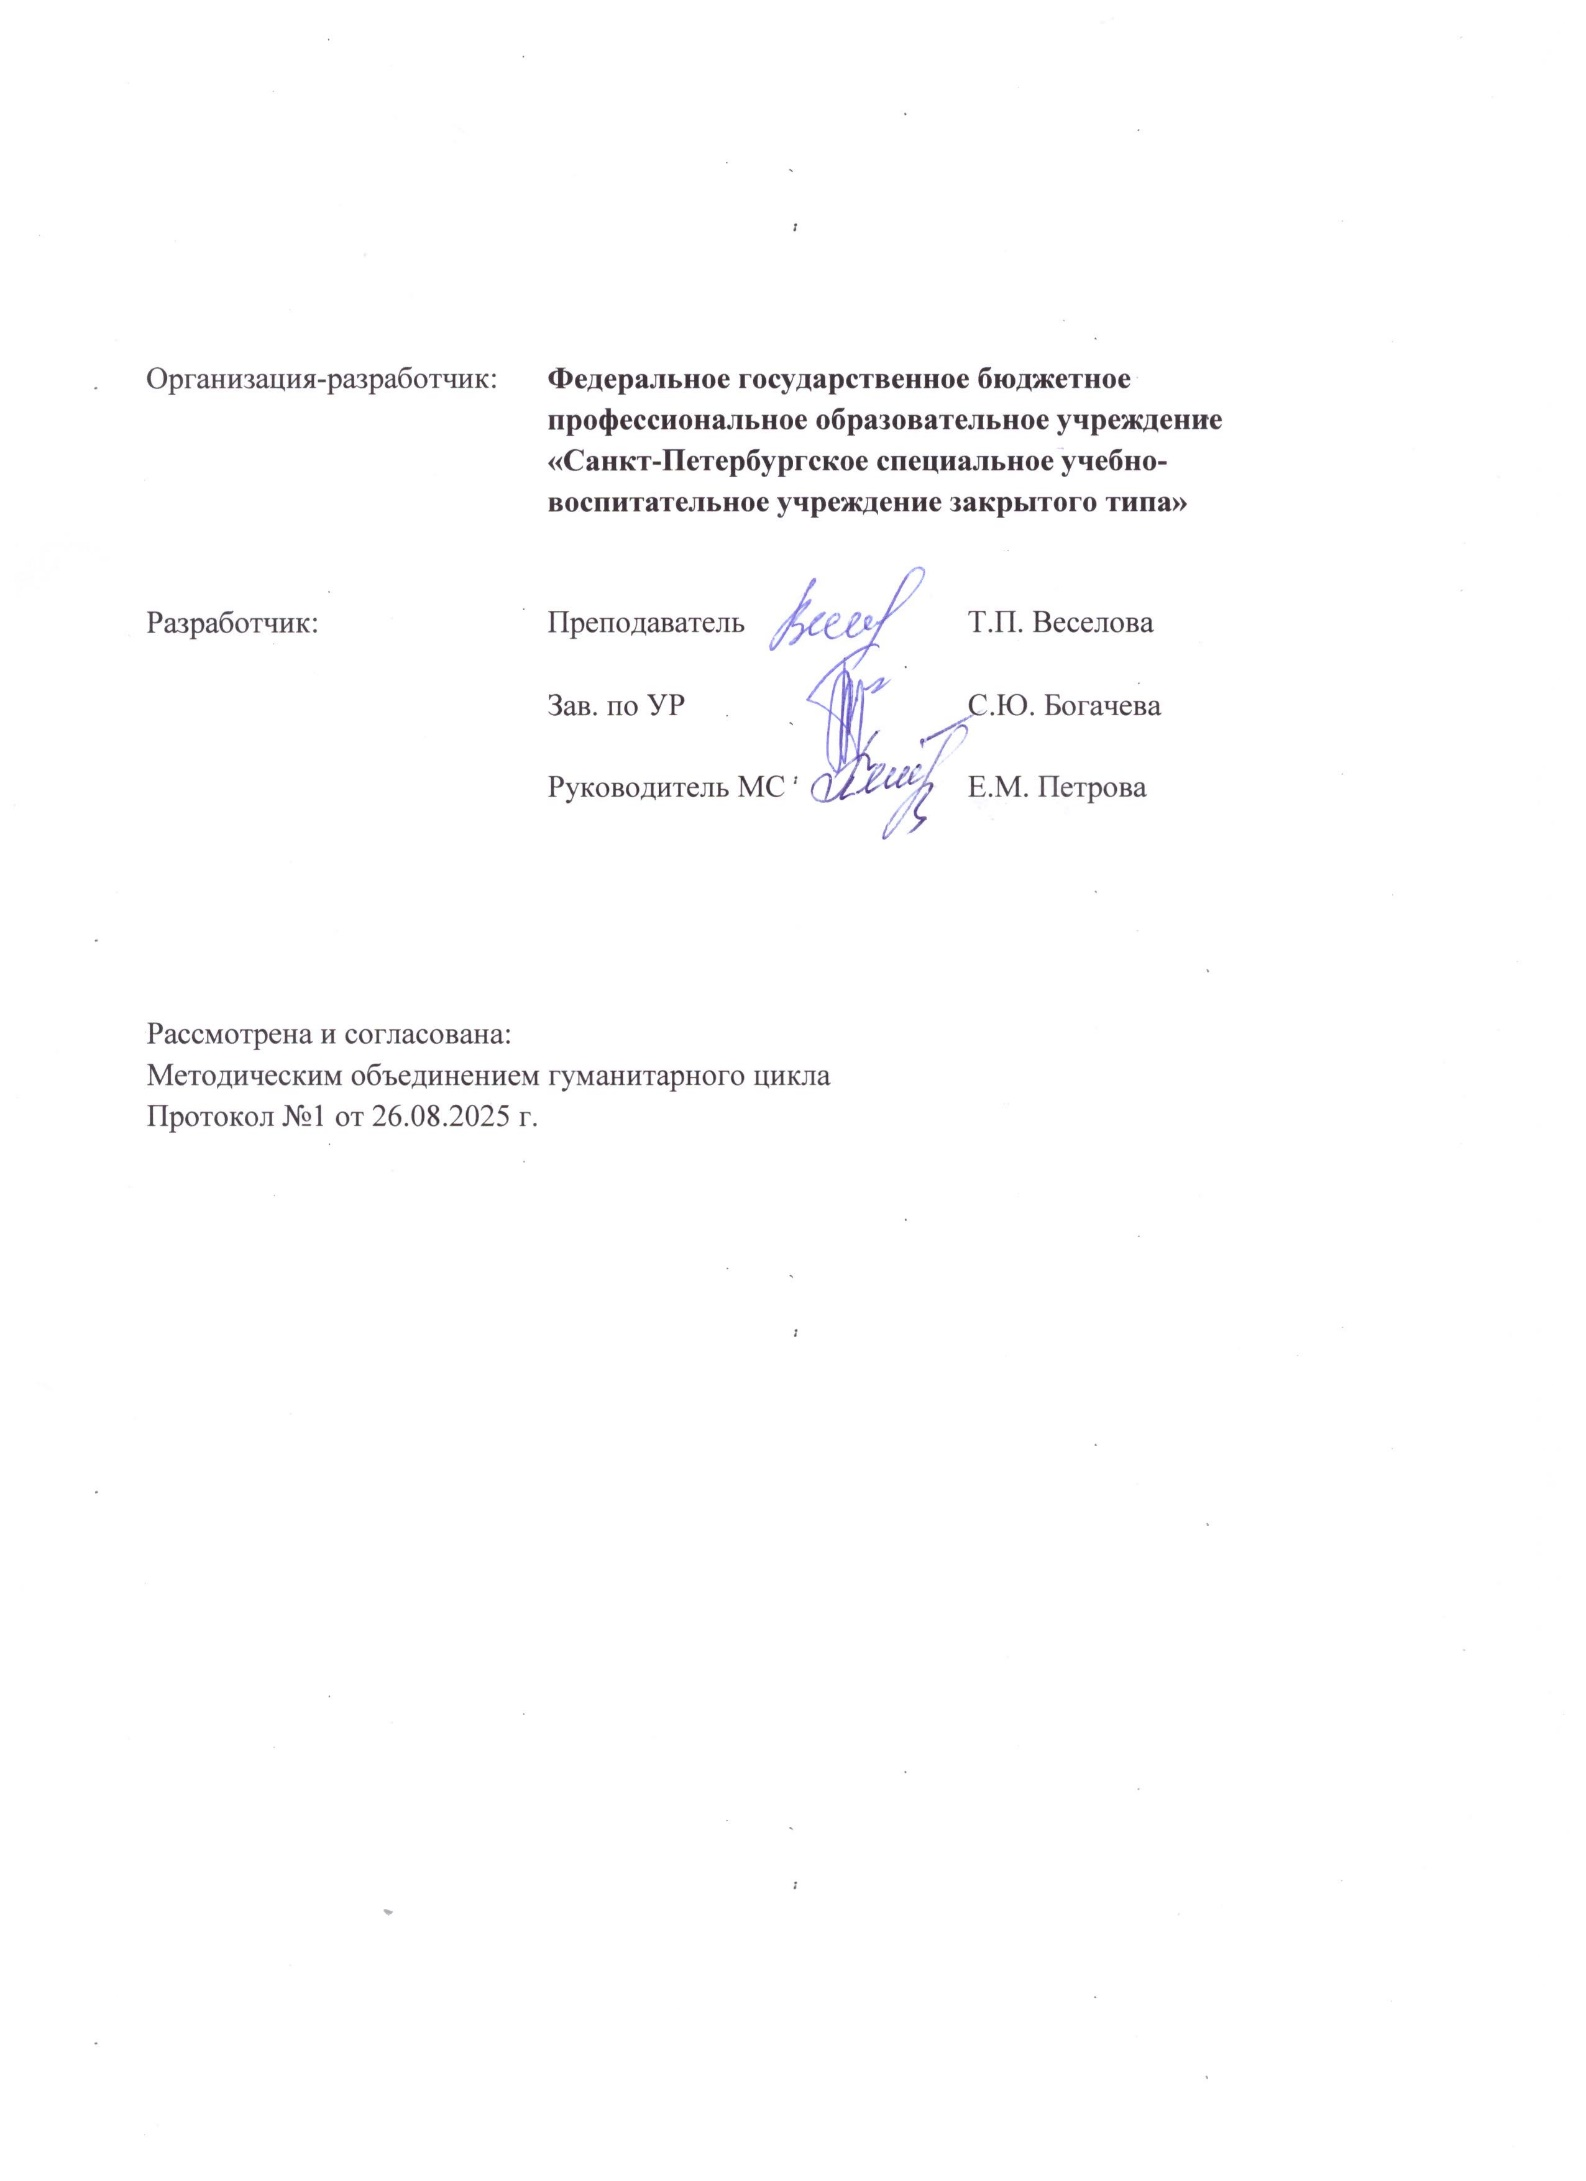 Организация-разработчик: Федеральное государственное бюджетное
профессиональное образовательное учреждение
«Санкт-Петербургское специальное учебно-
воспитательное учреждение закрытого типа»
Разработчик: Преподаватель Т.П. Веселова
Зав. по УР С.Ю. Богачева
Руководитель МС Е.М. Петрова
Рассмотрена и согласована:
Методическим объединением гуманитарного цикла
Протокол №1 от 26.08.2025 г.